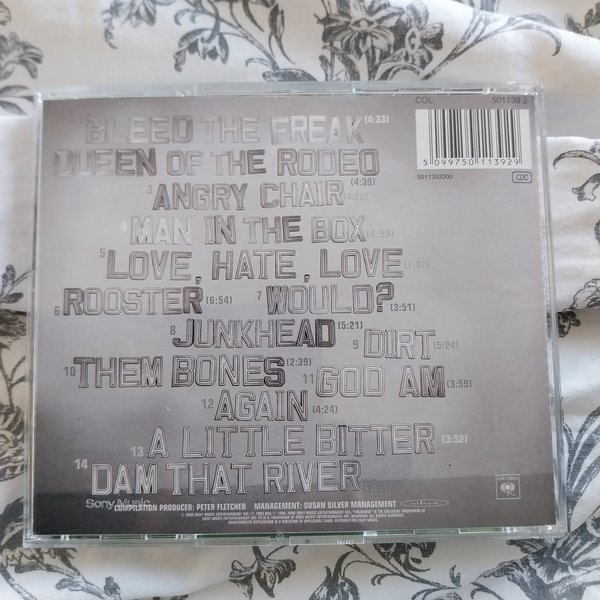 COL 501139 2
1 BLEED THE FREAK (4:33)
QUEEN OF THE RODEO (4:39)
5 099750 113929
5011392000 CDC
3 ANGRY CHAIR (4:22)
4 MAN IN THE BOX (4:59)
5 LOVE, HATE, LOVE (7:47)
6 ROOSTER (6:54) 7 WOULD? (3:51)
8 JUNKHEAD (5:21)
9 DIRT (5:24)
10 THEM BONES (2:39)
11 GOD AM (3:59)
12 AGAIN (4:24)
13 A LITTLE BITTER (3:52)
14 DAM THAT RIVER
COLUMBIA
Sony Music
COMPILATION PRODUCER: PETER FLETCHER MANAGEMENT: SUSAN SILVER MANAGEMENT